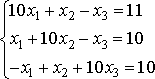 10x₁ + x₂ - x₃ = 11
x₁ + 10x₂ - x₃ = 10
-x₁ + x₂ + 10x₃ = 10